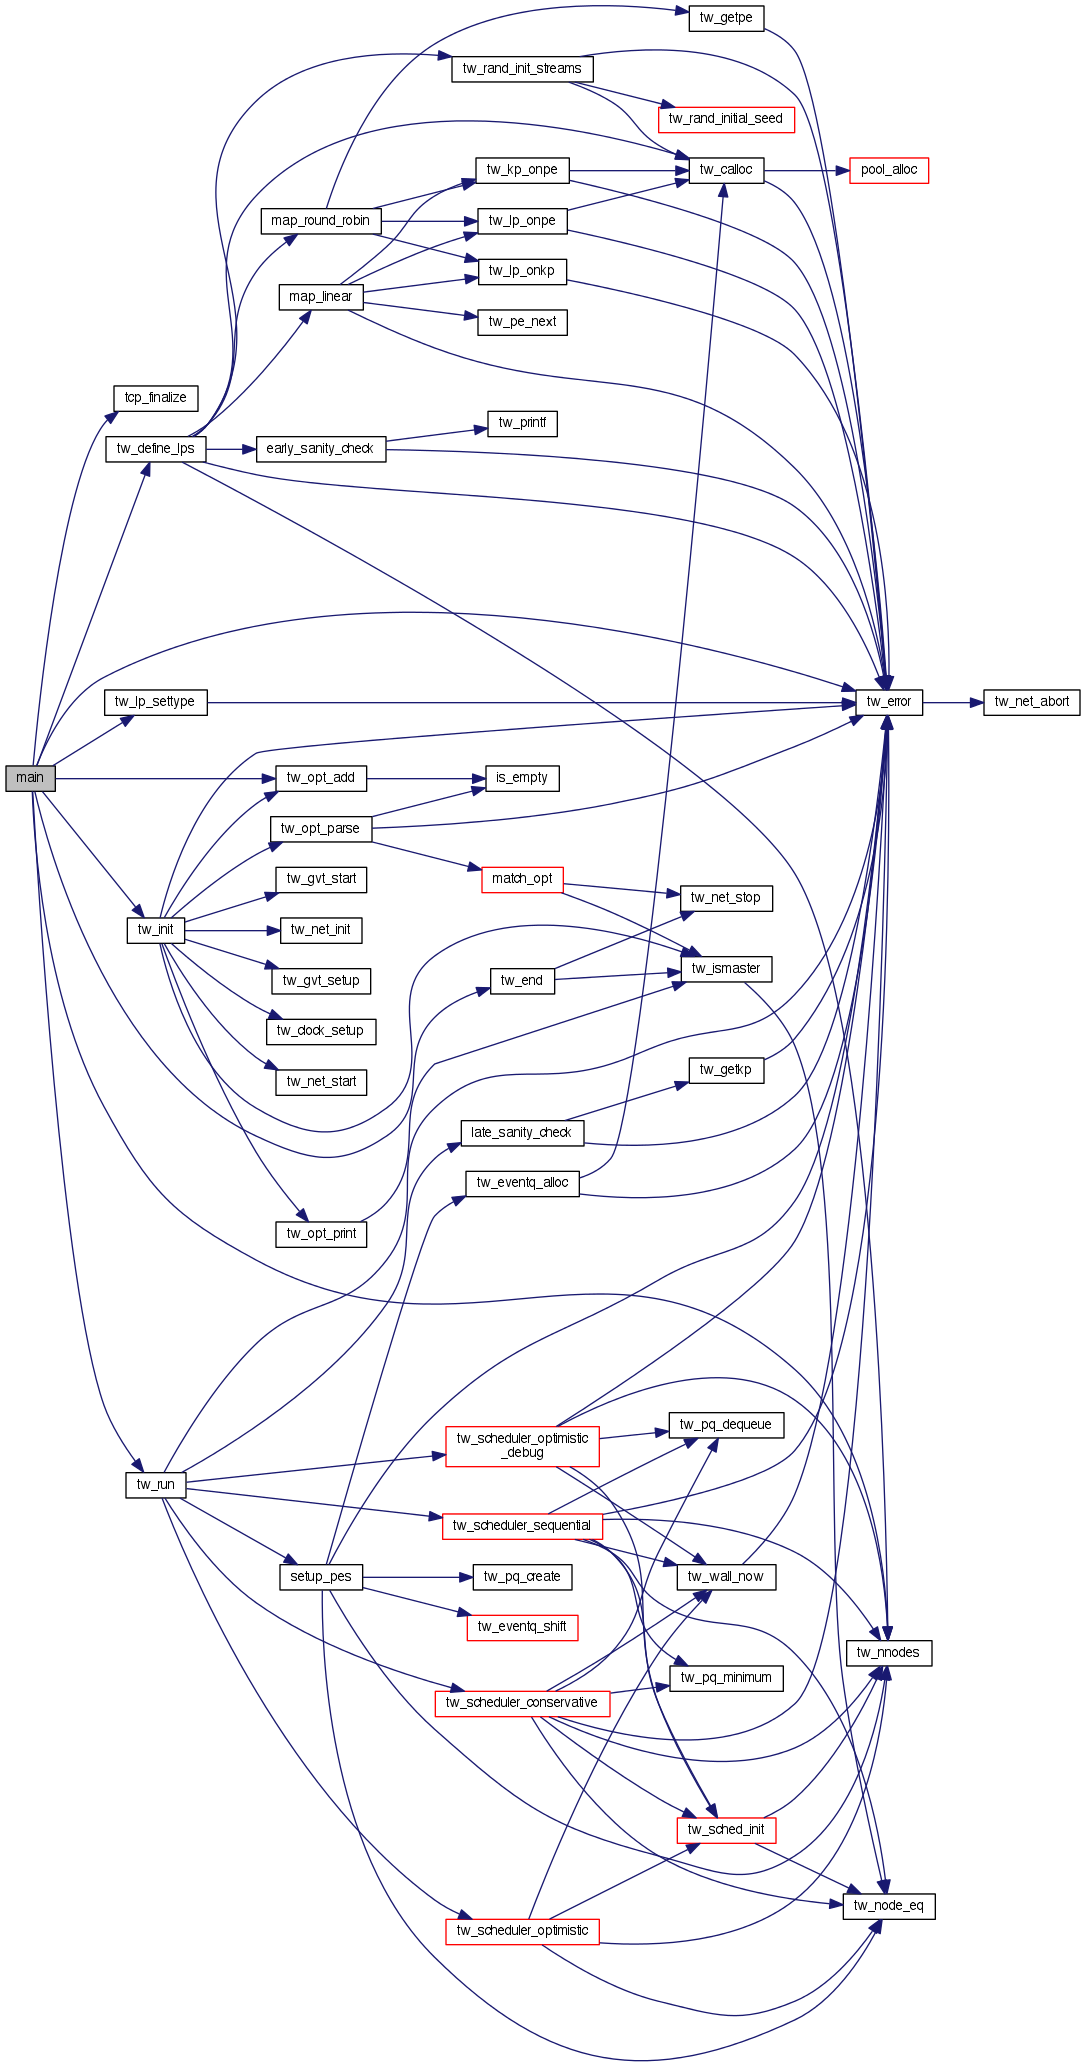 tw_getpe
tw_rand_init_streams
tw_rand_initial_seed
tw_kp_onpe
tw_calloc
pool_alloc
map_round_robin
tw_lp_onpe
tw_lp_onkp
map_linear
tw_pe_next
tcp_finalize
tw_printf
tw_define_lps
early_sanity_check
tw_lp_settype
tw_error
tw_net_abort
main
tw_opt_add
is_empty
tw_opt_parse
tw_gvt_start
match_opt
tw_net_stop
tw_init
tw_net_init
tw_ismaster
tw_gvt_setup
tw_end
tw_clock_setup
tw_net_start
tw_getkp
late_sanity_check
tw_eventq_alloc
tw_opt_print
tw_pq_dequeue
tw_scheduler_optimistic
_debug
tw_run
tw_scheduler_sequential
setup_pes
tw_pq_create
tw_wall_now
tw_eventq_shift
tw_nnodes
tw_pq_minimum
tw_scheduler_conservative
tw_sched_init
tw_node_eq
tw_scheduler_optimistic